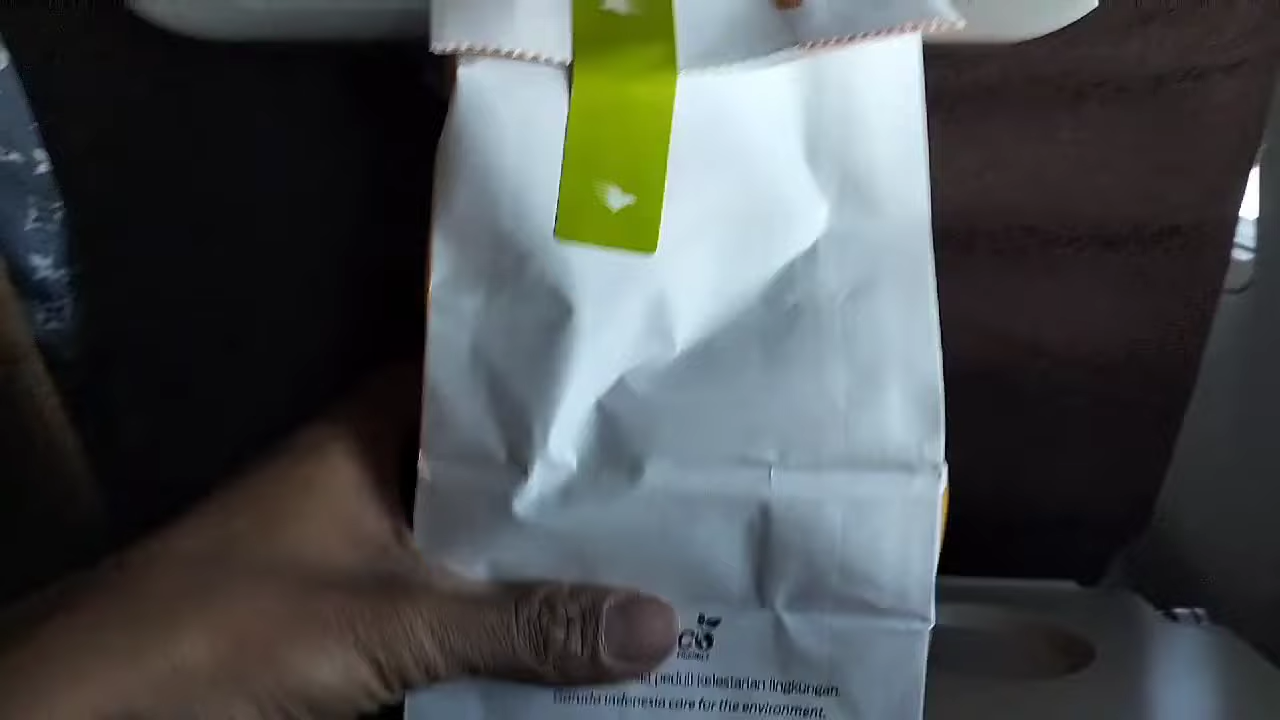 peduli kelestarian lingkungan.
Garuda Indonesia care for the environment.